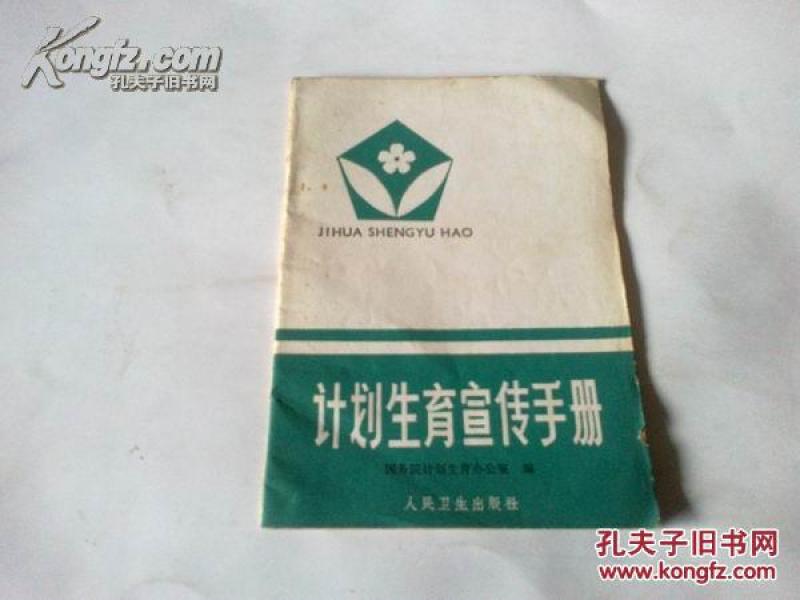 Kongfz.com
孔夫子旧书网
JIHUA SHENGYU HAO
计划生育宣传手册
国务院计划生育办公室 编
人民卫生出版社
孔夫子旧书网
www.kongfz.com